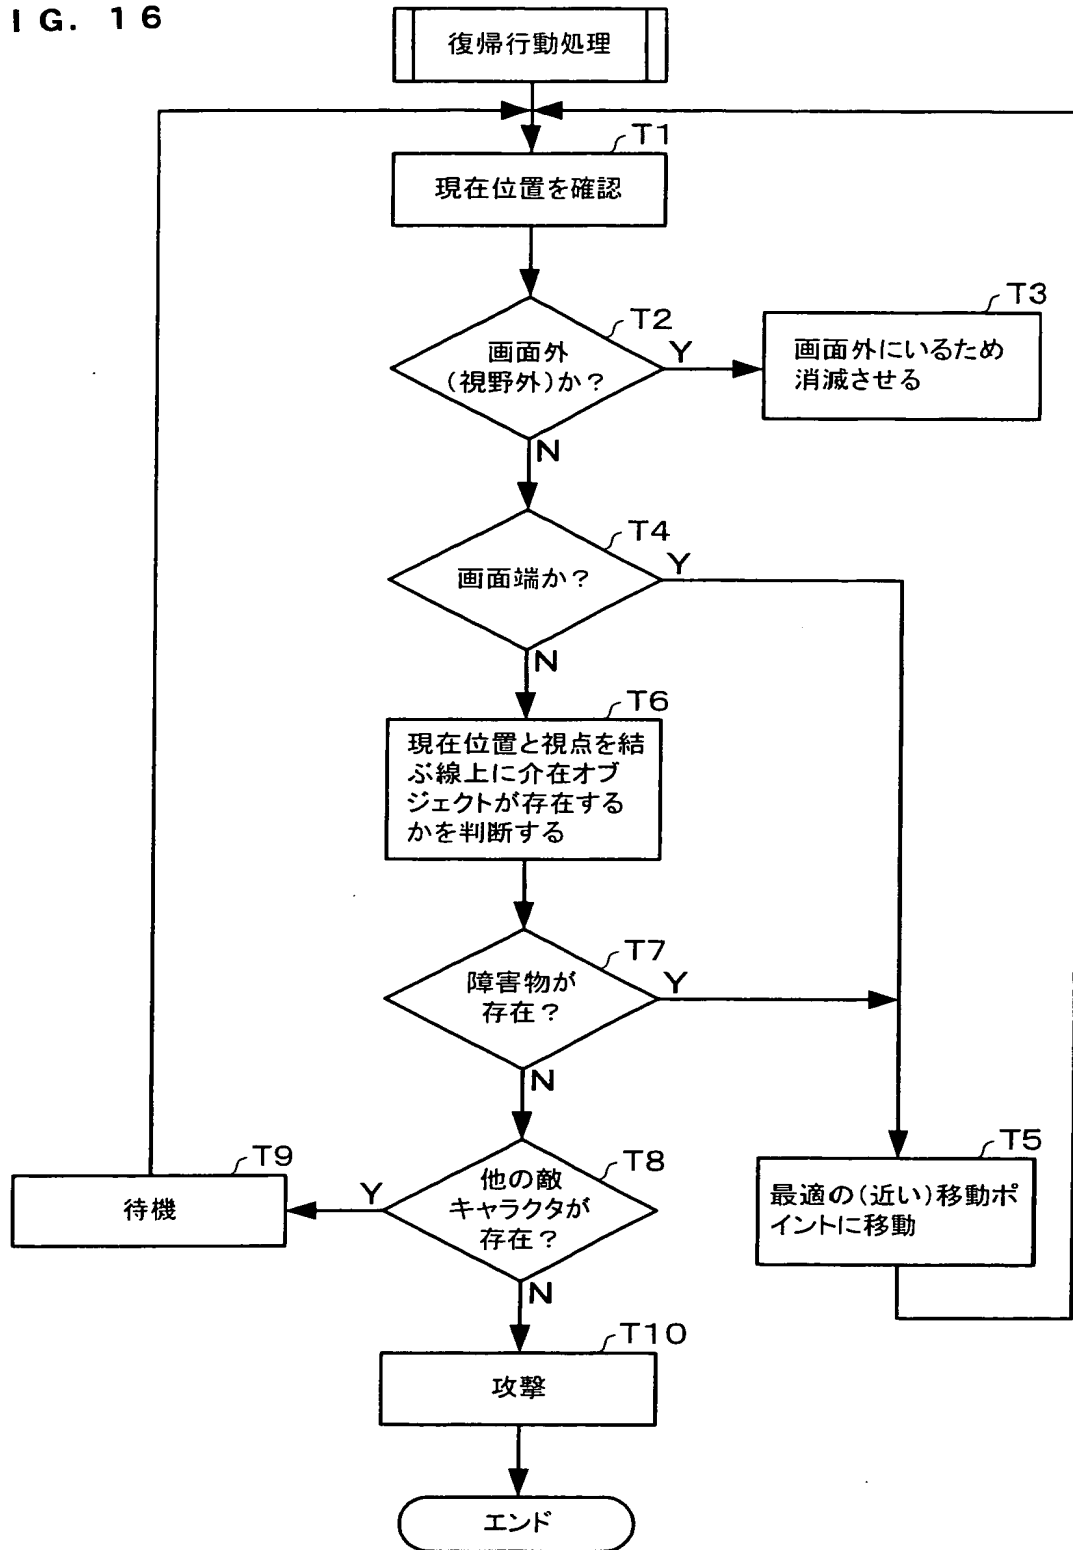 I G. 16
復帰行動処理
T1
現在位置を確認
T2
画面外
(視野外)か?
Y
N
T3
画面外にいるため
消滅させる
T4
画面端か?
Y
N
T6
現在位置と視点を結
ぶ線上に介在オブ
ジェクトが存在する
かを判断する
T7
障害物が
存在?
Y
N
T5
最適の(近い)移動ポ
イントに移動
T8
他の敵
キャラクタが
存在?
Y
N
T9
待機
T10
攻撃
エンド